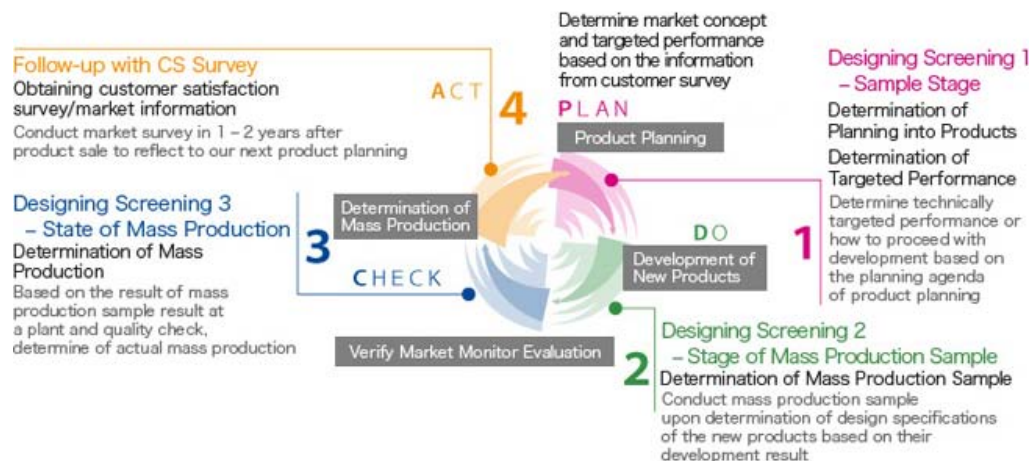 Determine market concept
and targeted performance
based on the information
from customer survey
PLAN
Product Planning
Designing Screening 1
– Sample Stage
Determination of
Planning into Products
Determination of
Targeted Performance
Determine technically
targeted performance or
how to proceed with
development based on
the planning agenda
of product planning
1
DO
Development of
New Products
Designing Screening 2
– Stage of Mass Production Sample
Determination of Mass Production Sample
Conduct mass production sample
upon determination of design specifications
of the new products based on their
development result
2
Verify Market Monitor Evaluation
CHECK
3
Designing Screening 3
– State of Mass Production
Determination of Mass
Production
Based on the result of mass
production sample result at
a plant and quality check,
determine of actual mass production
Determination of
Mass Production
ACT
4
Follow-up with CS Survey
Obtaining customer satisfaction
survey/market information
Conduct market survey in 1 – 2 years after
product sale to reflect to our next product planning